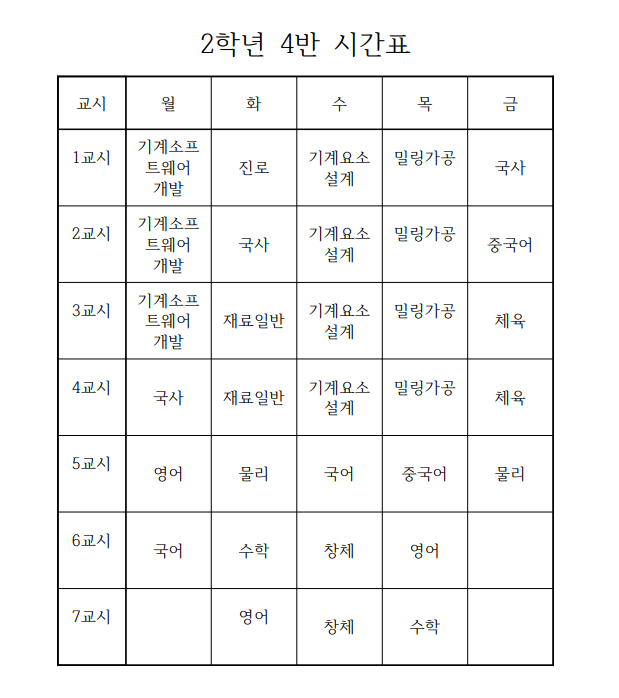 2학년 4반 시간표
교시 월 화 수 목 금
1교시 기계소프트웨어 개발 진로 기계요소 설계 밀링가공 국사
2교시 기계소프트웨어 개발 국사 기계요소 설계 밀링가공 중국어
3교시 기계소프트웨어 개발 재료일반 기계요소 설계 밀링가공 체육
4교시 국사 재료일반 기계요소 설계 밀링가공 체육
5교시 영어 물리 국어 중국어 물리
6교시 국어 수학 창체 영어
7교시 영어 창체 수학